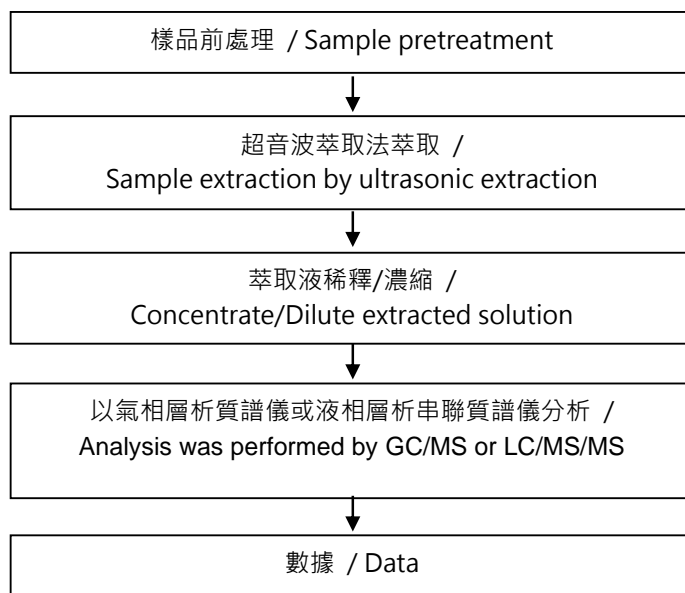 樣品前處理 / Sample pretreatment
超音波萃取法萃取 /
Sample extraction by ultrasonic extraction
萃取液稀釋/濃縮 /
Concentrate/Dilute extracted solution
以氣相層析質譜儀或液相層析串聯質譜儀分析 /
Analysis was performed by GC/MS or LC/MS/MS
數據 / Data